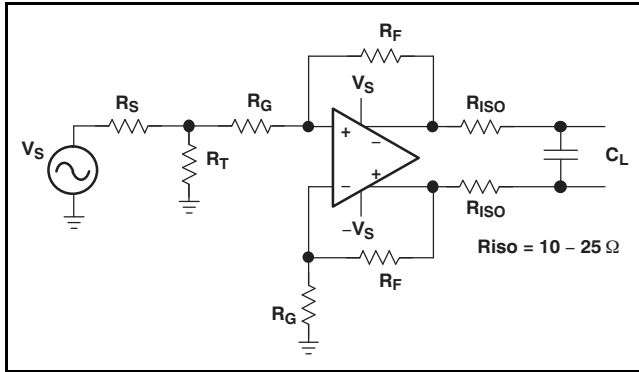 R_F
V_S
R_S
R_G
R_ISO
V_S
R_T
+
−
−
+
C_L
−V_S
R_ISO
Riso = 10 − 25 Ω
R_F
R_G